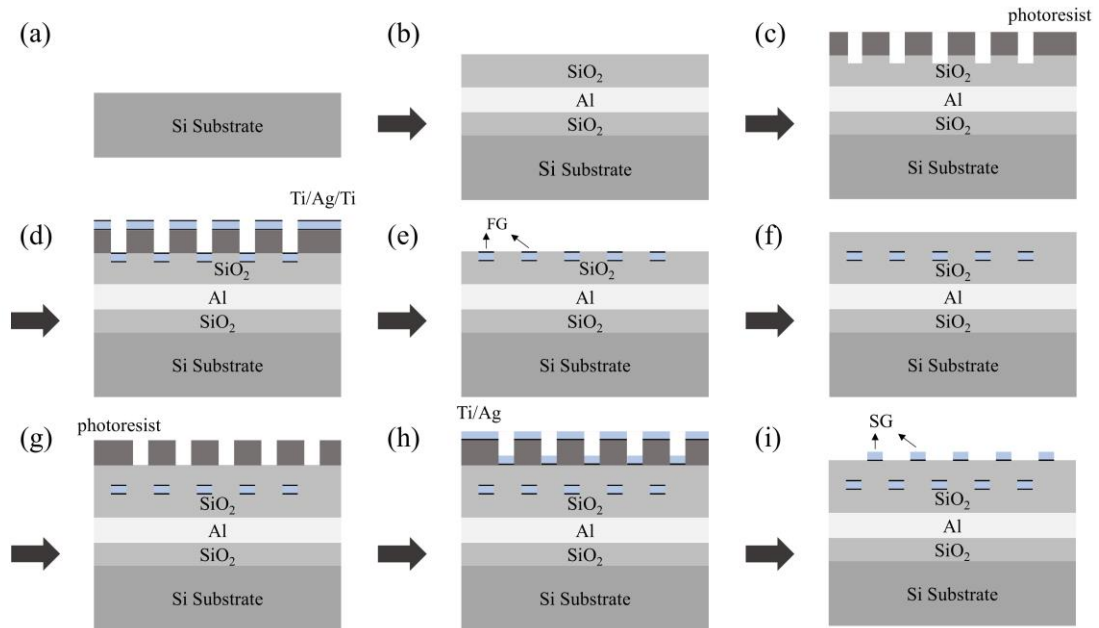 (a)
Si Substrate
(b)
SiO₂
Al
SiO₂
Si Substrate
(c)
photoresist
SiO₂
Al
SiO₂
Si Substrate
(d)
Ti/Ag/Ti
SiO₂
Al
SiO₂
Si Substrate
(e)
FG
SiO₂
Al
SiO₂
Si Substrate
(f)
SiO₂
Al
SiO₂
Si Substrate
(g)
photoresist
SiO₂
Al
SiO₂
Si Substrate
(h)
Ti/Ag
SiO₂
Al
SiO₂
Si Substrate
(i)
SG
SiO₂
Al
SiO₂
Si Substrate